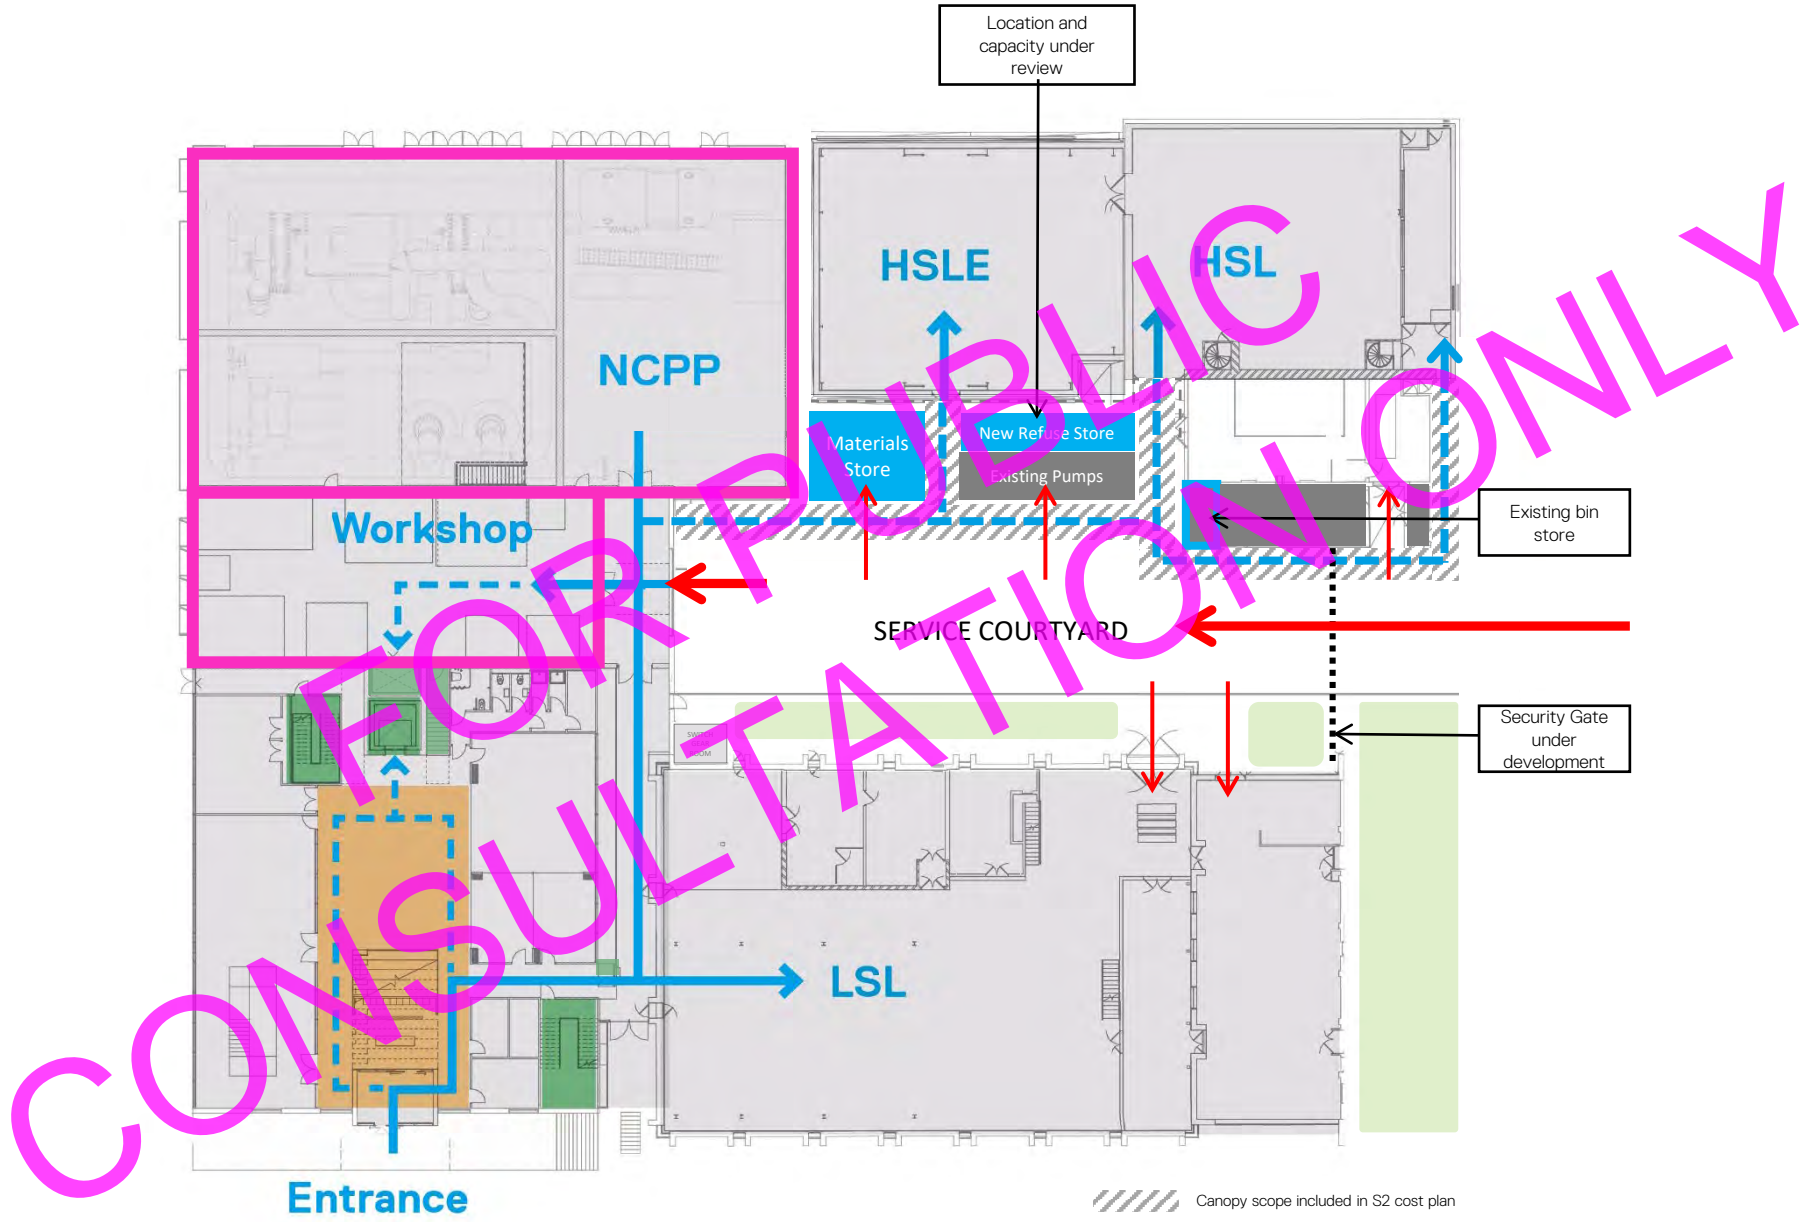 Location and
capacity under
review
HSLE
HSL
NCPP
Materials
Store
New Refuse Store
Existing Pumps
Workshop
Existing bin
store
SERVICE COURTYARD
Security Gate
under
development
SWITCH
ROOM
LSL
Entrance
Canopy scope included in S2 cost plan
FOR PUBLIC
CONSULTATION ONLY